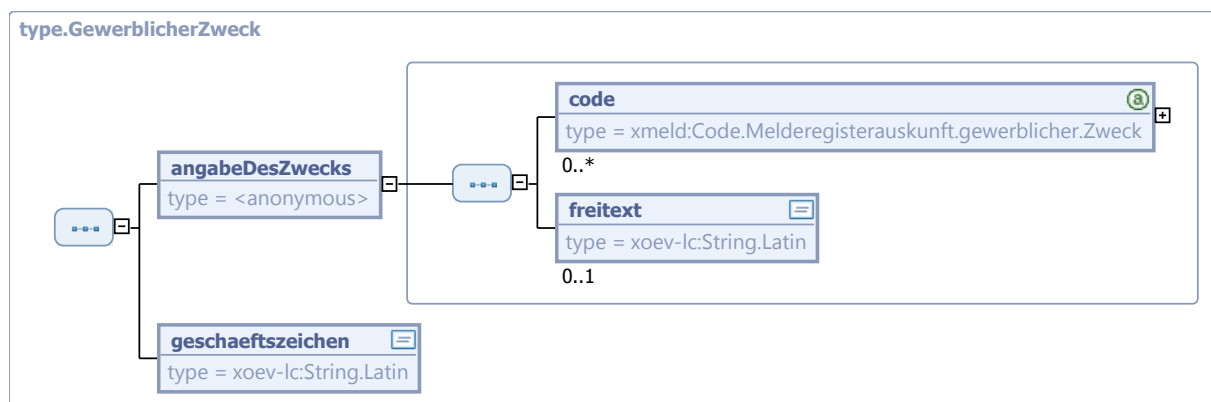 type.GewerblicherZweck
code
type = xmeld:Code.Melderegisterauskunft.gewerblicher.Zweck
0..*
angabeDesZwecks
type = <anonymous>
freitext
type = xoev-lc:String.Latin
0..1
geschaeftszeichen
type = xoev-lc:String.Latin